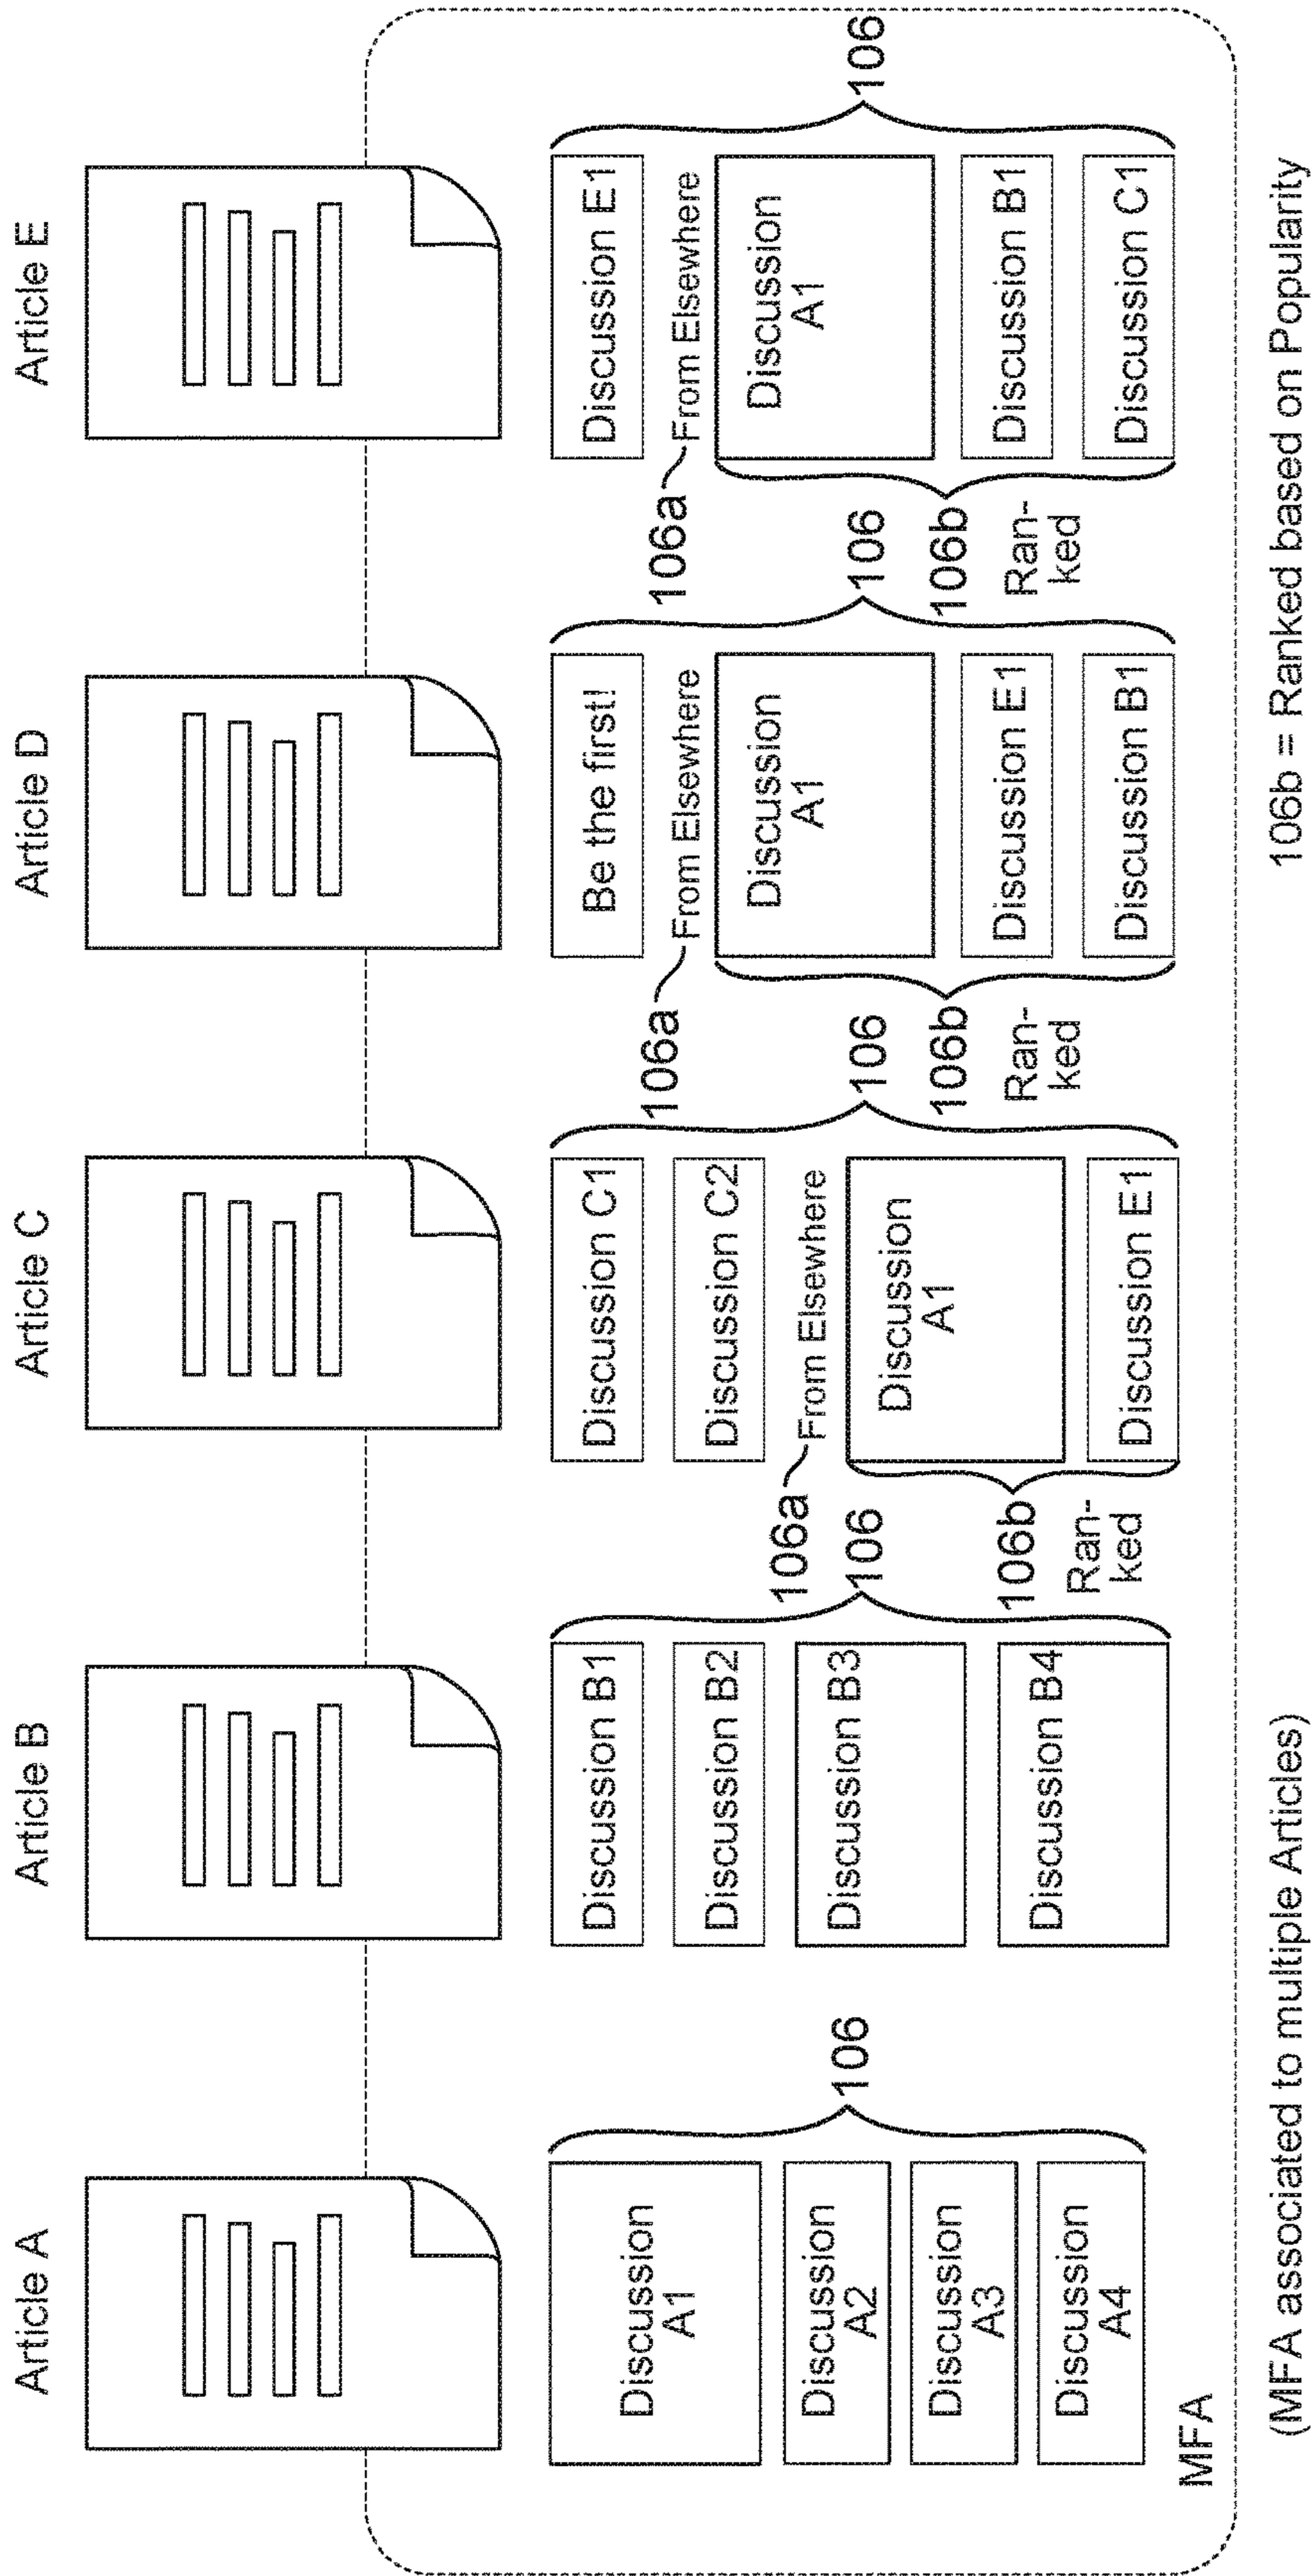 Article A
Article B
Article C
Article D
Article E
Discussion
A1
Discussion
A2
Discussion
A3
Discussion
A4
106
MFA
Discussion B1
Discussion B2
Discussion B3
Discussion B4
106
Discussion C1
Discussion C2
106a
From Elsewhere
Discussion
A1
Discussion E1
106b
Ran-
ked
106
Be the first!
106a
From Elsewhere
Discussion
A1
Discussion E1
Discussion B1
106b
Ran-
ked
106
Discussion E1
106a
From Elsewhere
Discussion
A1
Discussion B1
Discussion C1
106b
Ran-
ked
106
(MFA associated to multiple Articles)
106b = Ranked based on Popularity